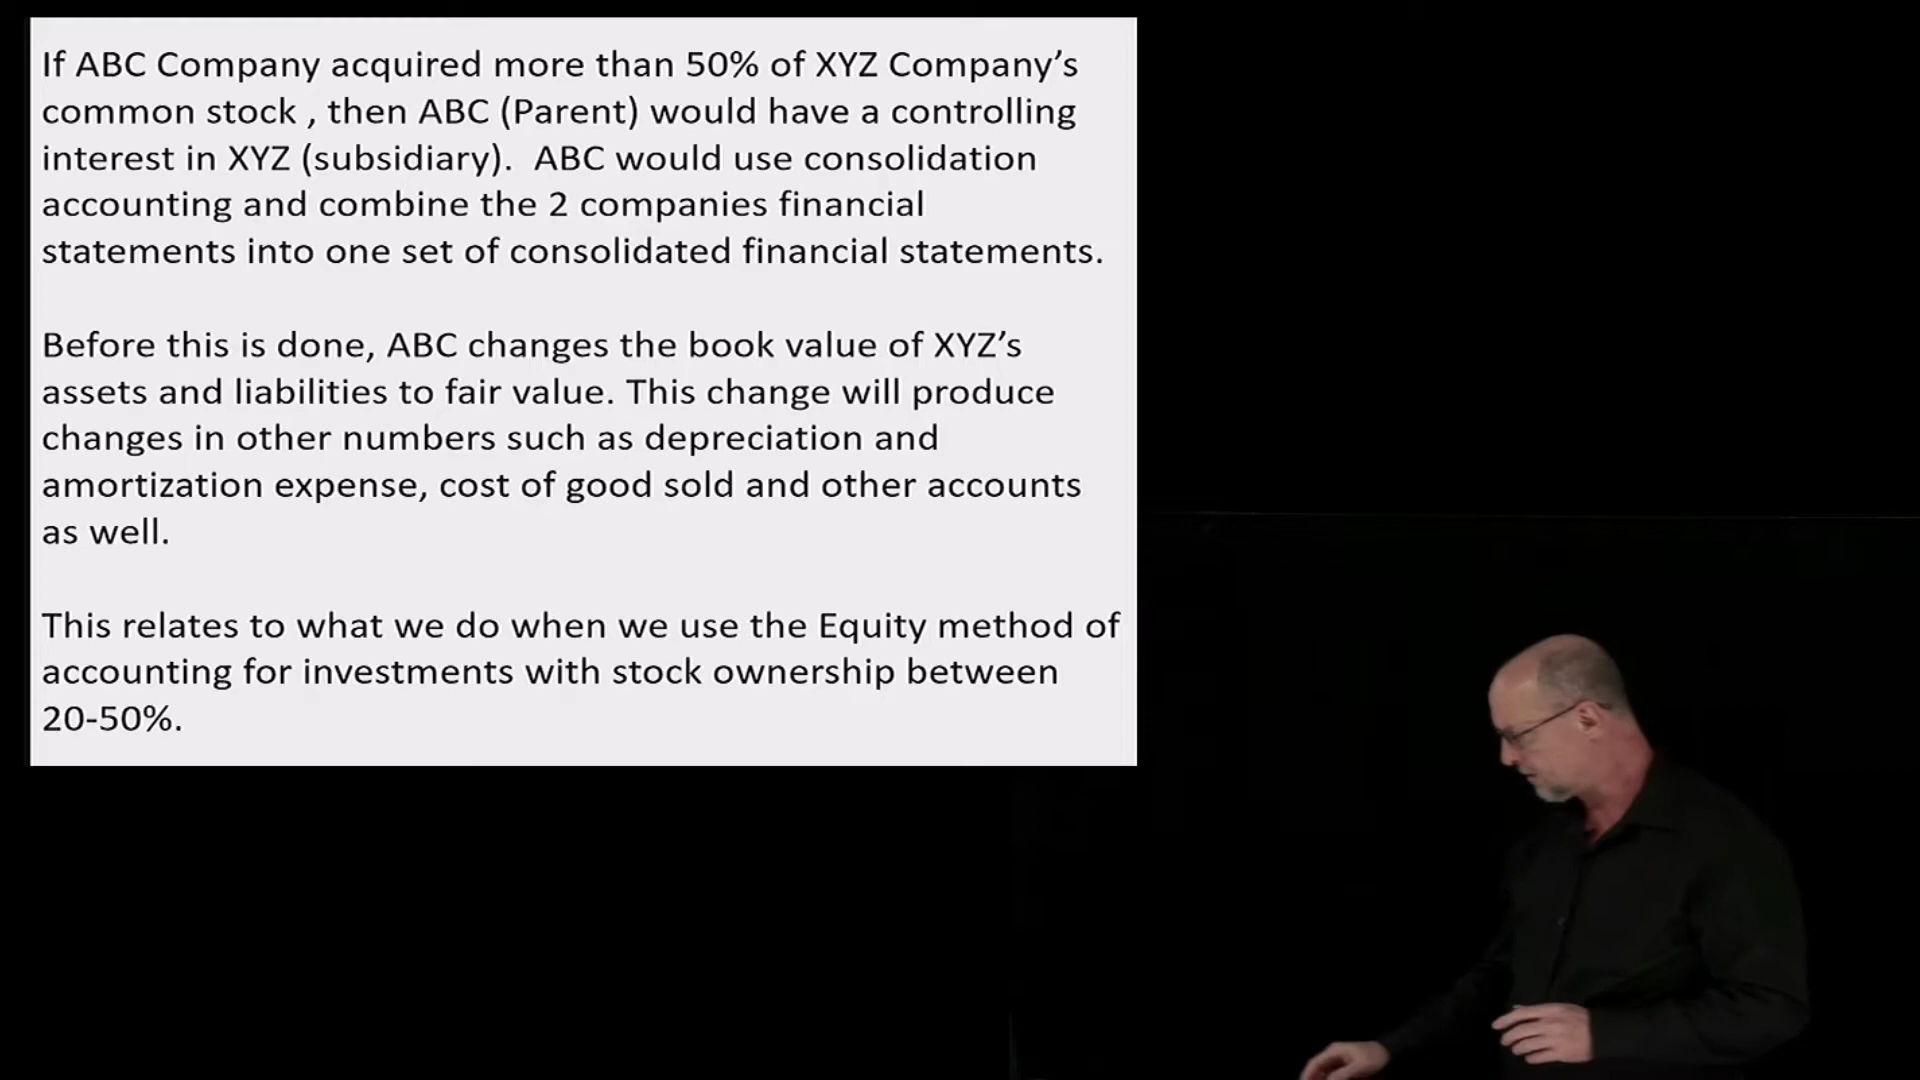 If ABC Company acquired more than 50% of XYZ Company’s
common stock , then ABC (Parent) would have a controlling
interest in XYZ (subsidiary).  ABC would use consolidation
accounting and combine the 2 companies financial
statements into one set of consolidated financial statements.
Before this is done, ABC changes the book value of XYZ’s
assets and liabilities to fair value. This change will produce
changes in other numbers such as depreciation and
amortization expense, cost of good sold and other accounts
as well.
This relates to what we do when we use the Equity method of
accounting for investments with stock ownership between
20-50%.